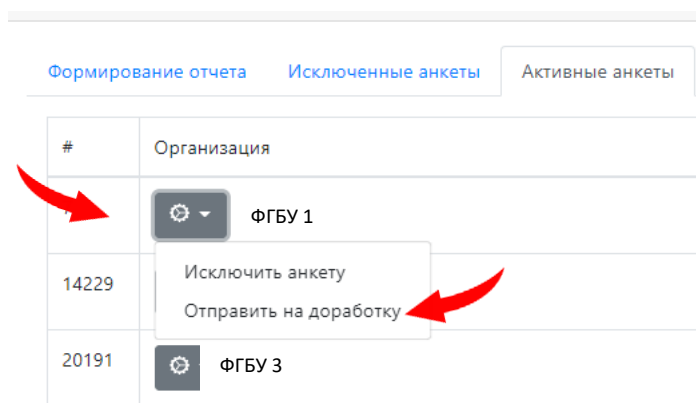 Формирование отчета Исключенные анкеты Активные анкеты
# Организация
ФГБУ 1
Исключить анкету
14229
Отправить на доработку
20191 ФГБУ 3